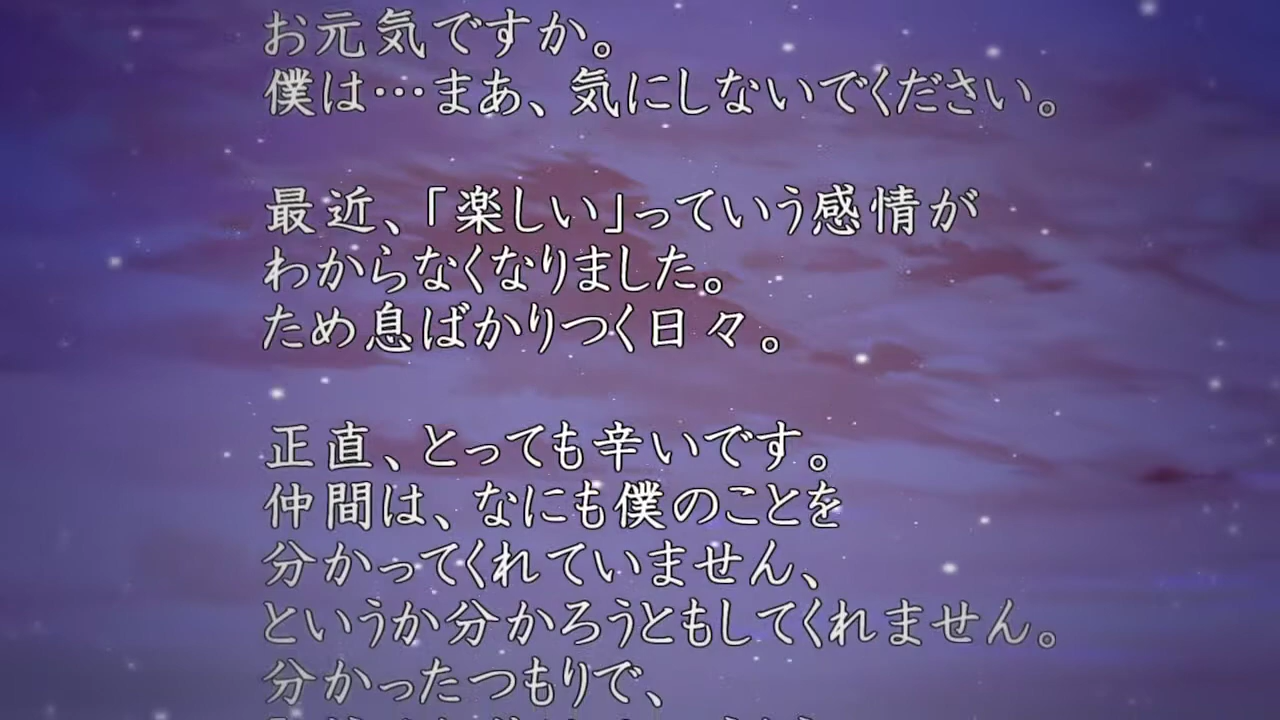 お元気ですか。
僕は…まあ、気にしないでください。
最近、「楽しい」っていう感情が
わからなくなりました。
ため息ばかりつく日々。
正直、とっても辛いです。
仲間は、なにも僕のことを
分かってくれていません、
というか分かろうともしてくれません。
分かったつもりで、